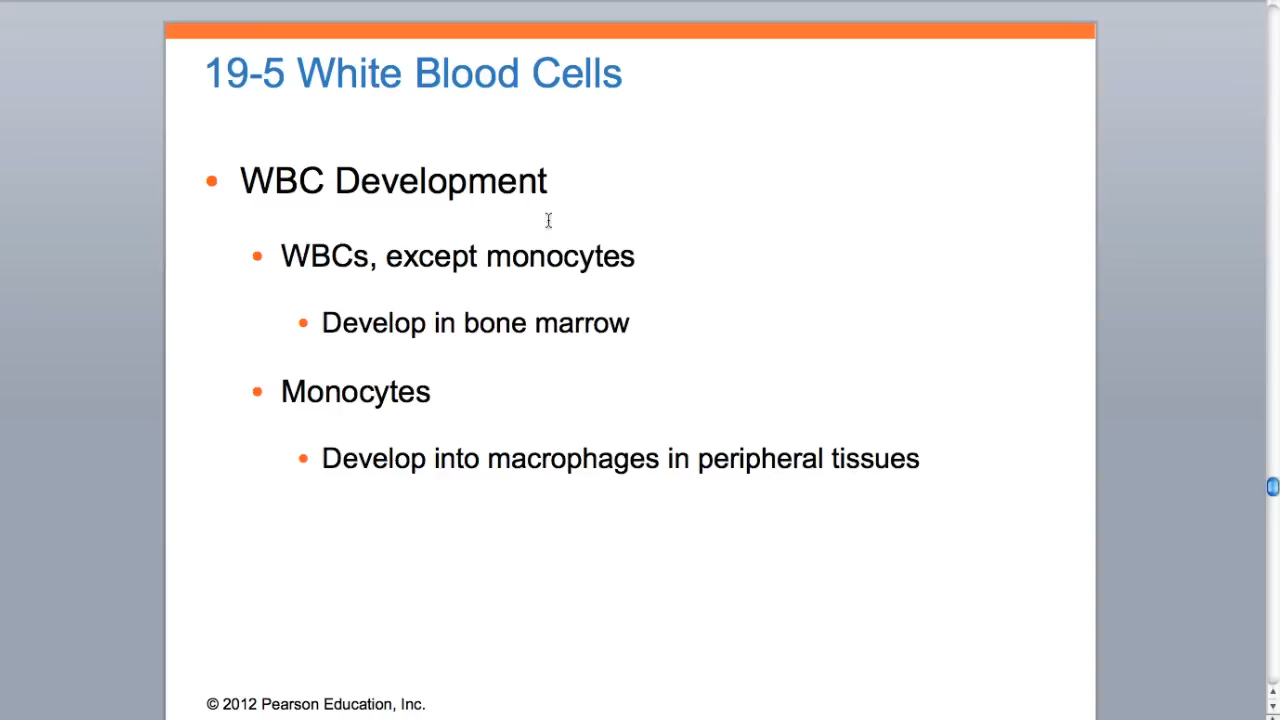 19-5 White Blood Cells
• WBC Development
• WBCs, except monocytes
• Develop in bone marrow
• Monocytes
• Develop into macrophages in peripheral tissues
© 2012 Pearson Education, Inc.